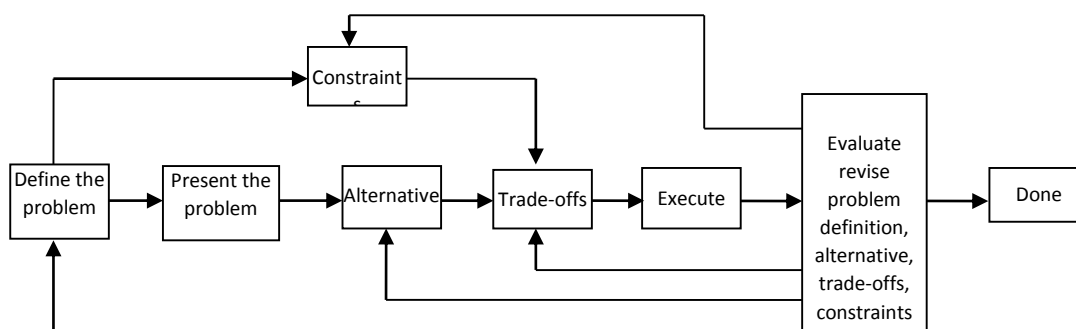 Constraint
s
Define the
problem
Present the
problem
Alternative
Trade-offs
Execute
Evaluate
revise
problem
definition,
alternative,
trade-offs,
constraints
Done